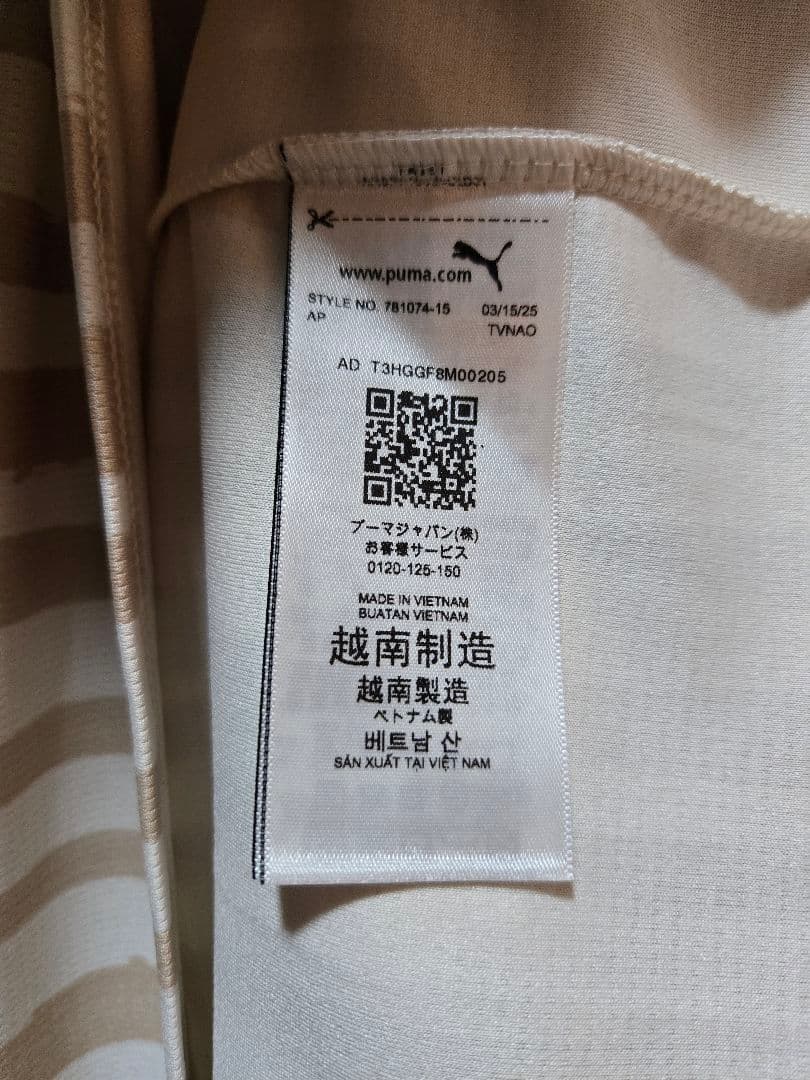 www.puma.com
STYLE NO. 781074-15 03/15/25
AP TVNAO
AD T3HGGF8M00205
プーマジャパン(株)
お客様サービス
0120-125-150
MADE IN VIETNAM
BUATAN VIETNAM
越南制造
越南製造
ベトナム製
베트남 산
SẢN XUẤT TẠI VIỆT NAM